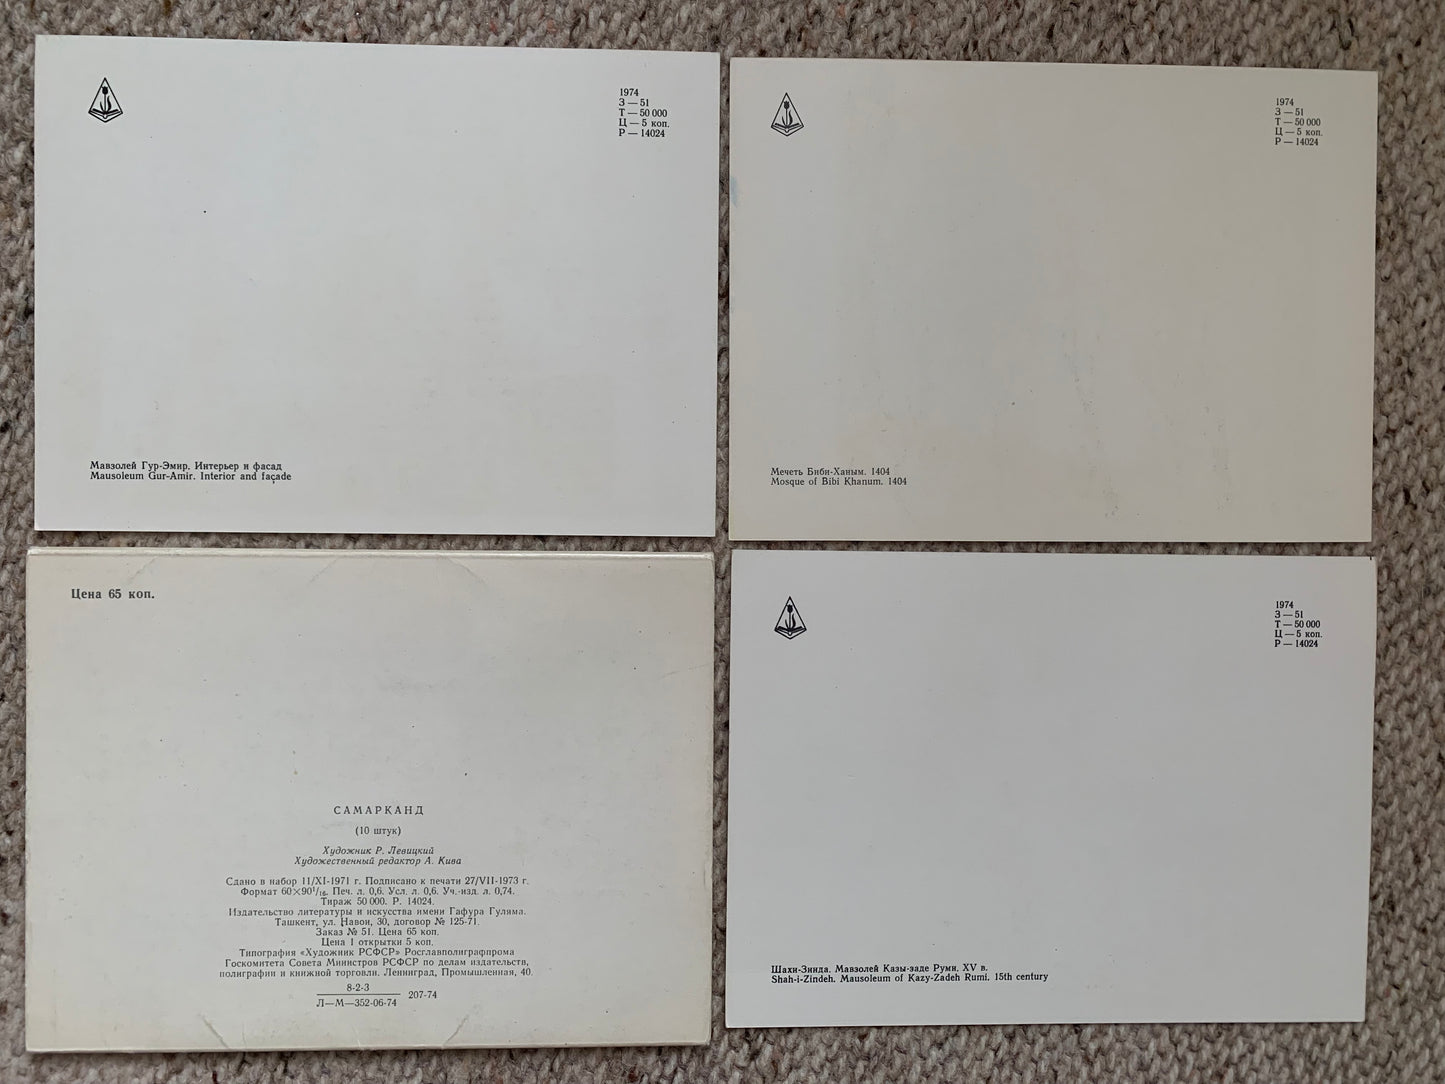 1974
З — 51
Т — 50 000
Ц — 5 коп.
Р — 14024
Мавзолей Гур-Эмир. Интерьер и фасад
Mausoleum Gur-Amir. Interior and façade
1974
З — 51
Т — 50 000
Ц — 5 коп.
Р — 14024
Мечеть Биби-Ханым. 1404
Mosque of Bibi Khanum. 1404
Цена 65 коп.
САМАРКАНД
(10 штук)
Художник Р. Левицкий
Художественный редактор А. Кива
Сдано в набор 11/XI-1971 г. Подписано к печати 27/VII-1973 г.
Формат 60×90¹/₁₆. Печ. л. 0,6. Усл. л. 0,6. Уч.-изд. л. 0,74.
Тираж 50 000. Р. 14024.
Издательство литературы и искусства имени Гафура Гуляма.
Ташкент, ул. Навои, 30, договор № 125-71.
Заказ № 51. Цена 65 коп.
Цена 1 открытки 5 коп.
Типография «Художник РСФСР» Росглавполиграфпрома
Госкомитета Совета Министров РСФСР по делам издательств,
полиграфии и книжной торговли. Ленинград, Промышленная, 40.
8-2-3
Л—М—352-06-74
207-74
1974
З — 51
Т — 50 000
Ц — 5 коп.
Р — 14024
Шахи-Зинда. Мавзолей Казы-заде Руми. XV в.
Shah-i-Zindeh. Mausoleum of Kazy-Zadeh Rumi. 15th century